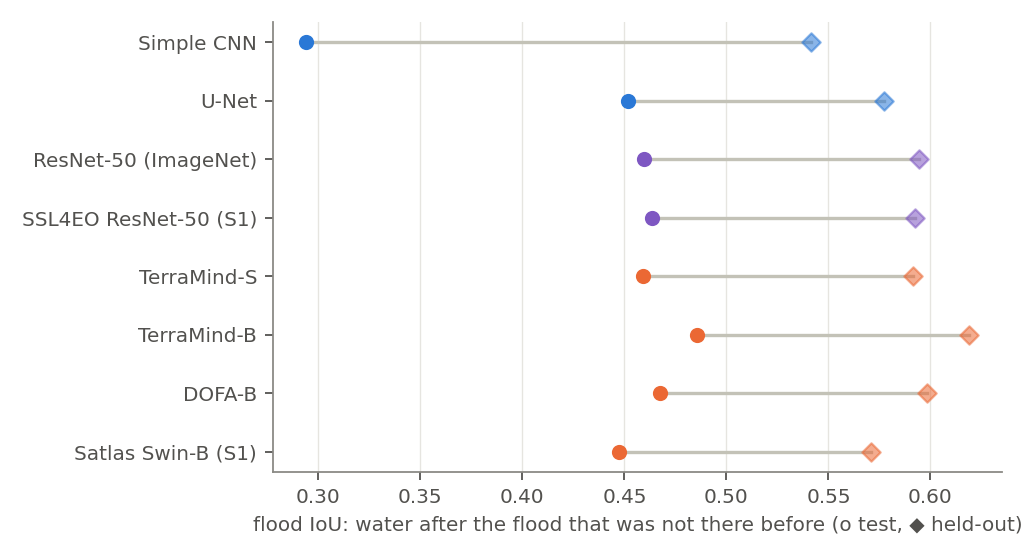 Simple CNN
U-Net
ResNet-50 (ImageNet)
SSL4EO ResNet-50 (S1)
TerraMind-S
TerraMind-B
DOFA-B
Satlas Swin-B (S1)
0.30 0.35 0.40 0.45 0.50 0.55 0.60
flood IoU: water after the flood that was not there before (o test, ◆ held-out)